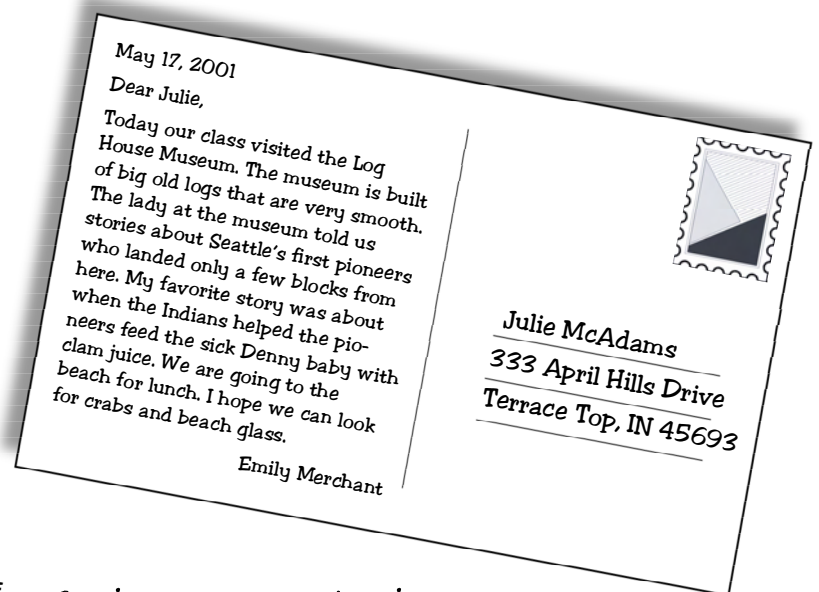 May 17, 2001
Dear Julie,
Today our class visited the Log
House Museum. The museum is built
of big old logs that are very smooth.
The lady at the museum told us
stories about Seattle's first pioneers
who landed only a few blocks from
here. My favorite story was about
when the Indians helped the pio-
neers feed the sick Denny baby with
clam juice. We are going to the
beach for lunch. I hope we can look
for crabs and beach glass.
Emily Merchant
Julie McAdams
333 April Hills Drive
Terrace Top, IN 45693